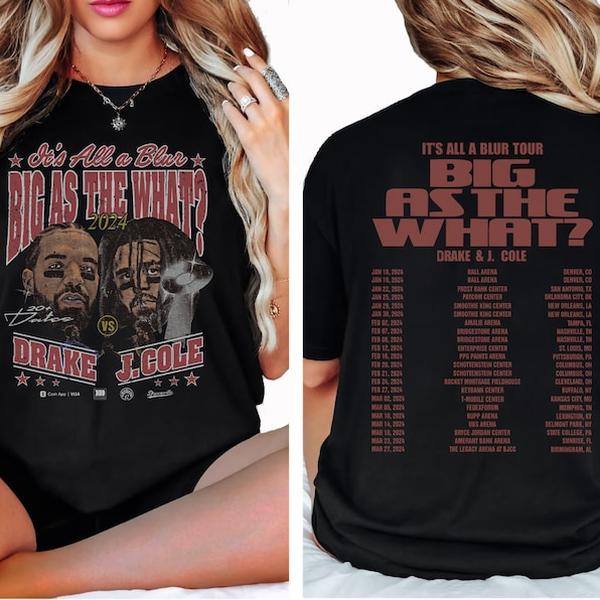 It's All a Blur
BIG AS THE WHAT?
2024
VS
DRAKE J.COLE
Cash App | VISA
IT'S ALL A BLUR TOUR
BIG
AS THE
WHAT?
DRAKE & J. COLE
JAN 18, 2024 BALL ARENA DENVER, CO
JAN 19, 2024 BALL ARENA DENVER, CO
JAN 22, 2024 FROST BANK CENTER SAN ANTONIO, TX
JAN 25, 2024 PAYCOM CENTER OKLAHOMA CITY, OK
JAN 29, 2024 SMOOTHIE KING CENTER NEW ORLEANS, LA
JAN 30, 2024 SMOOTHIE KING CENTER NEW ORLEANS, LA
FEB 02, 2024 AMALIE ARENA TAMPA, FL
FEB 07, 2024 BRIDGESTONE ARENA NASHVILLE, TN
FEB 08, 2024 BRIDGESTONE ARENA NASHVILLE, TN
FEB 12, 2024 ENTERPRISE CENTER ST. LOUIS, MO
FEB 16, 2024 PPG PAINTS ARENA PITTSBURGH, PA
FEB 20, 2024 SCHOTTENSTEIN CENTER COLUMBUS, OH
FEB 21, 2024 SCHOTTENSTEIN CENTER COLUMBUS, OH
FEB 24, 2024 ROCKET MORTGAGE FIELDHOUSE CLEVELAND, OH
FEB 27, 2024 KEYBANK CENTER BUFFALO, NY
MAR 02, 2024 T-MOBILE CENTER KANSAS CITY, MO
MAR 05, 2024 FEDEXFORUM MEMPHIS, TN
MAR 10, 2024 RUPP ARENA LEXINGTON, KY
MAR 14, 2024 UBS ARENA BELMONT PARK, NY
MAR 18, 2024 BRYCE JORDAN CENTER STATE COLLEGE, PA
MAR 23, 2024 AMERANT BANK ARENA SUNRISE, FL
MAR 27, 2024 THE LEGACY ARENA AT BJCC BIRMINGHAM, AL